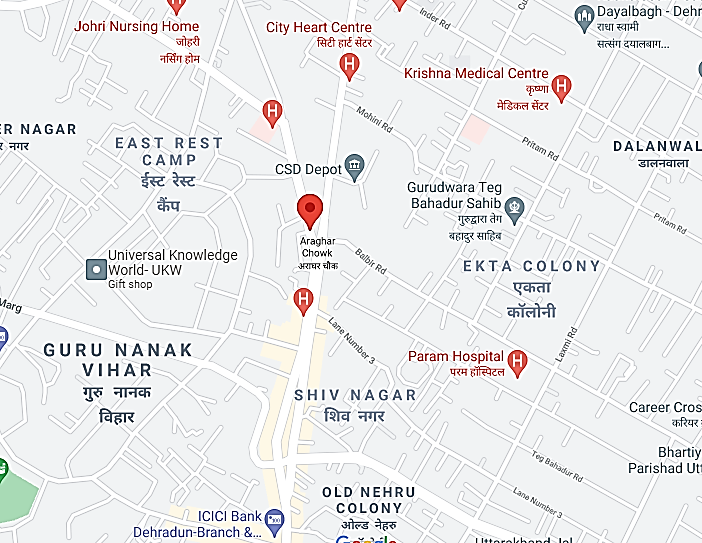 Inder Rd
Dayalbagh - Dehr
राधा स्वामी
सत्संग दयालबाग...
Johri Nursing Home
जोहरी
नर्सिंग होम
City Heart Centre
सिटी हार्ट सेंटर
Krishna Medical Centre
कृष्णा
मेडिकल सेंटर
Mohini Rd
ER NAGAR
र नगर
EAST REST
CAMP
ईस्ट रेस्ट
कैंप
Pritam Rd
DALANWAL
डालनवाला
CSD Depot
Gurudwara Teg
Bahadur Sahib
गुरुद्वारा तेग
बहादुर साहिब
Pritam Rd
Araghar
Chowk
अराघर चौक
Balbir Rd
Universal Knowledge
World- UKW
Gift shop
EKTA COLONY
एकता
कॉलोनी
Marg
Lane Number 3
Laxmi Rd
GURU NANAK
VIHAR
गुरु नानक
विहार
Param Hospital
परम हॉस्पिटल
SHIV NAGAR
शिव नगर
Career Cros
करियर
Bhartiy
Parishad Utt
Teg Bahadur Rd
Lane Number 3
OLD NEHRU
COLONY
ओल्ड नेहरु
ICICI Bank
Dehradun-Branch &...
Google
Uttarakhand Jal